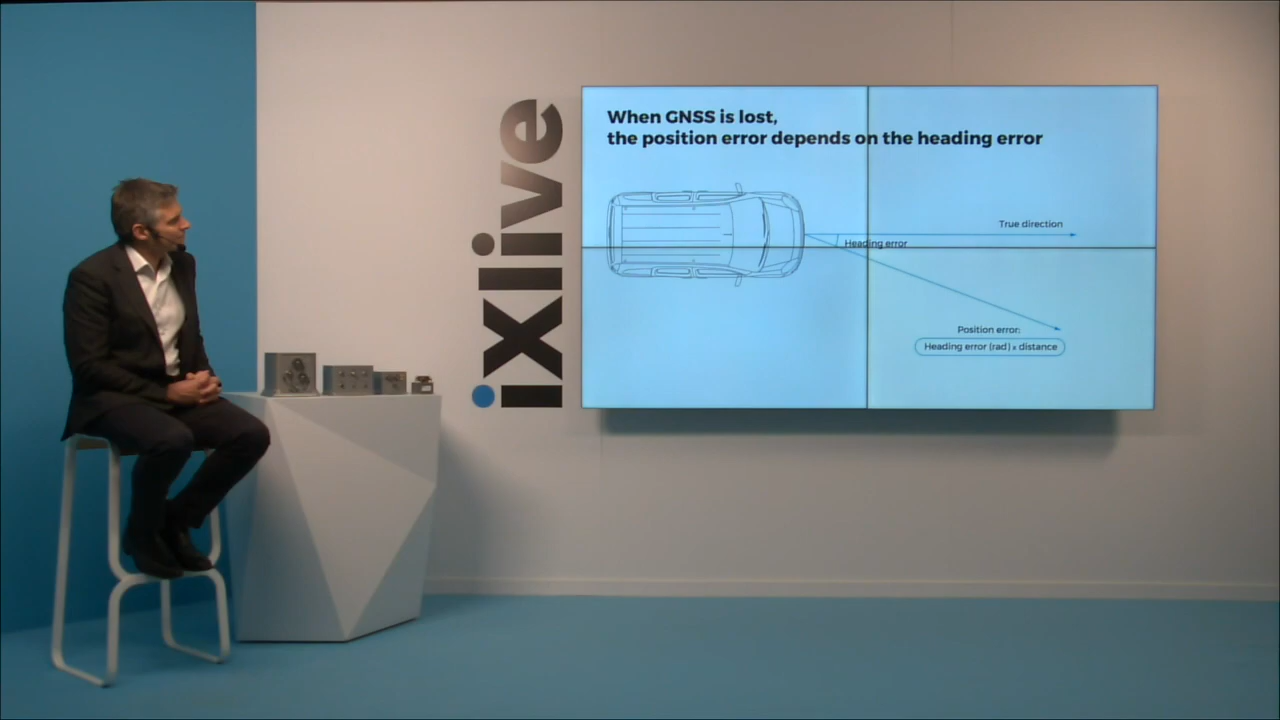 iXlive
When GNSS is lost,
the position error depends on the heading error
True direction
Heading error
Position error:
Heading error (rad) x distance